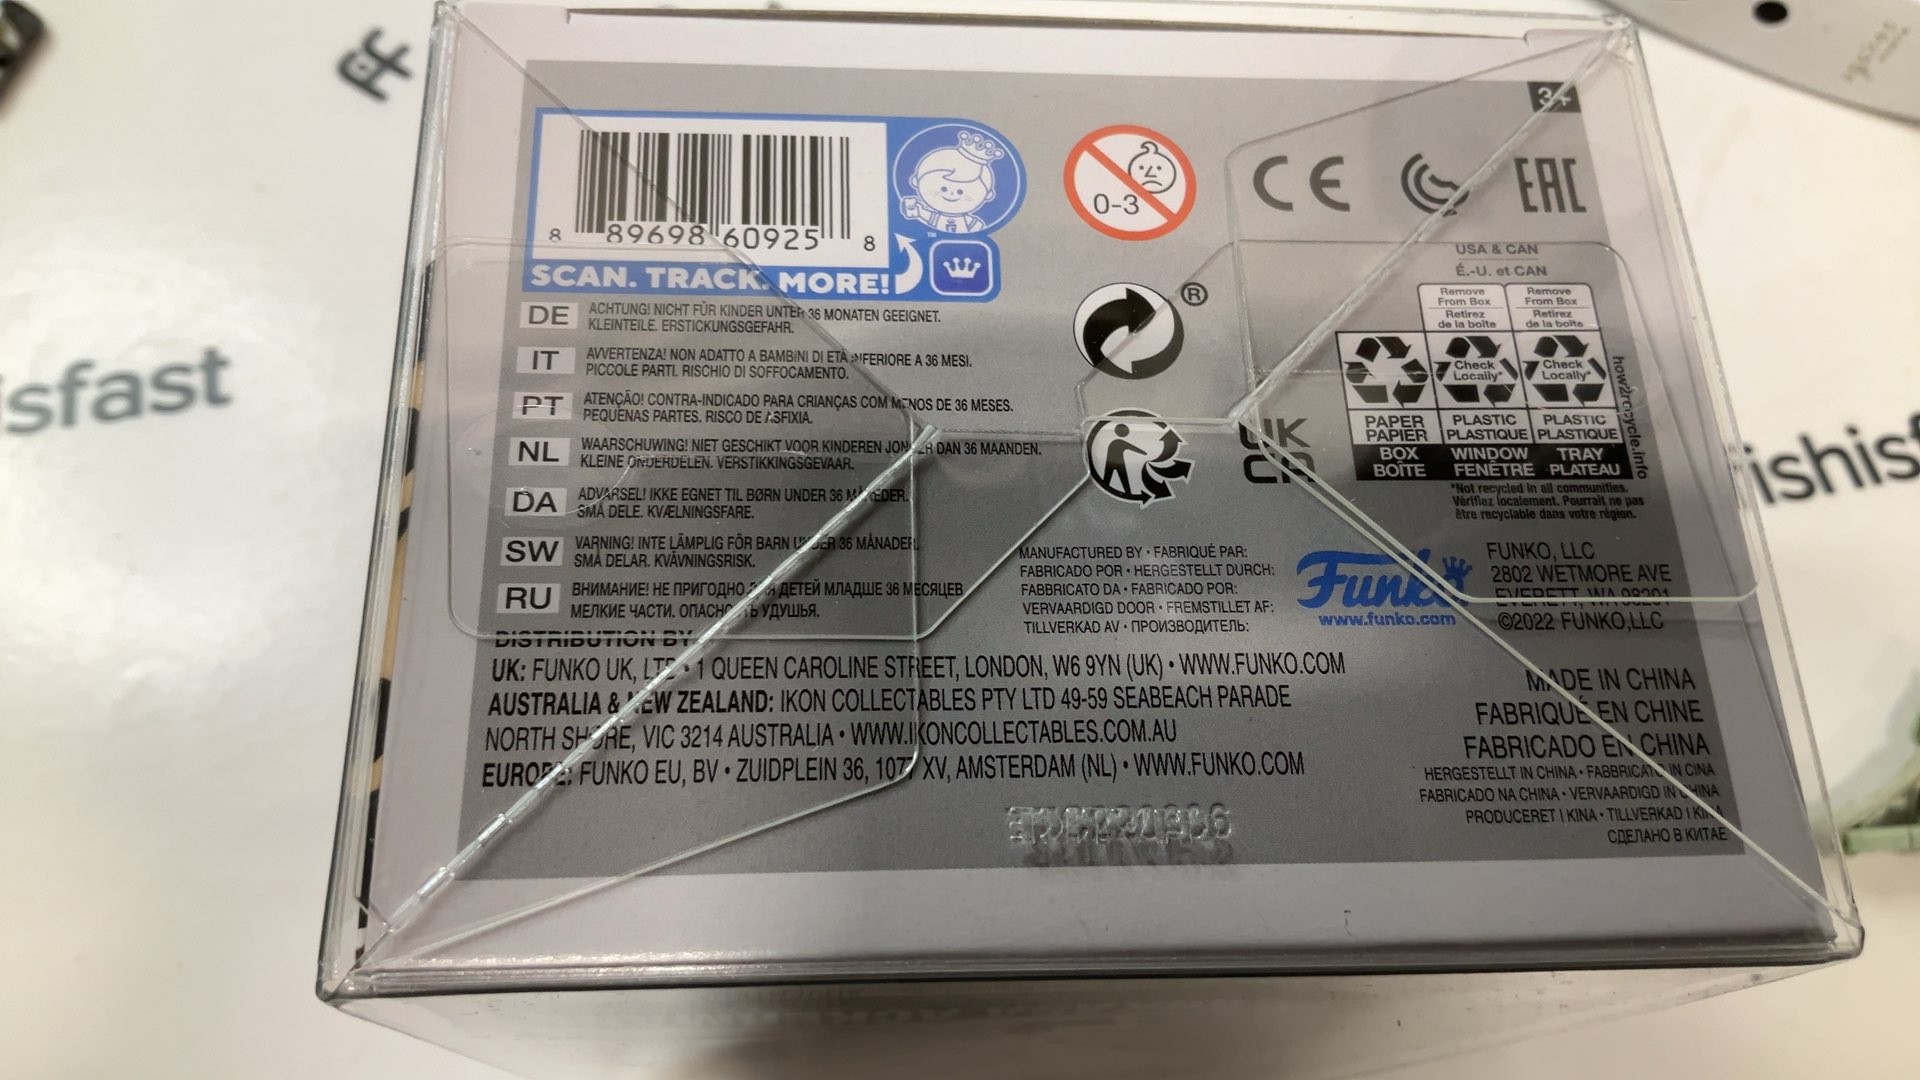 3+
8 89698 60925 8
™
SCAN. TRACK. MORE!
0-3
CE
EAC
®
DE ACHTUNG! NICHT FÜR KINDER UNTER 36 MONATEN GEEIGNET.
KLEINTEILE. ERSTICKUNGSGEFAHR.
IT AVVERTENZA! NON ADATTO A BAMBINI DI ETÀ INFERIORE A 36 MESI.
PICCOLE PARTI. RISCHIO DI SOFFOCAMENTO.
PT ATENÇÃO! CONTRA-INDICADO PARA CRIANÇAS COM MENOS DE 36 MESES.
PEQUENAS PARTES. RISCO DE ASFIXIA.
NL WAARSCHUWING! NIET GESCHIKT VOOR KINDEREN JONGER DAN 36 MAANDEN.
KLEINE ONDERDELEN. VERSTIKKINGSGEVAAR.
DA ADVARSEL! IKKE EGNET TIL BØRN UNDER 36 MÅNEDER.
SMÅ DELE. KVÆLNINGSFARE.
SW VARNING! INTE LÄMPLIG FÖR BARN UNDER 36 MÅNADER.
SMÅ DELAR. KVÄVNINGSRISK.
RU ВНИМАНИЕ! НЕ ПРИГОДНО ДЛЯ ДЕТЕЙ МЛАДШЕ 36 МЕСЯЦЕВ
МЕЛКИЕ ЧАСТИ. ОПАСНОСТЬ УДУШЬЯ.
USA & CAN
É.-U. et CAN
Remove From Box Retirez de la boîte
Remove From Box Retirez de la boîte
Check Locally*
Check Locally*
PAPER PAPIER
PLASTIC PLASTIQUE
PLASTIC PLASTIQUE
BOX BOÎTE
WINDOW FENÊTRE
TRAY PLATEAU
how2recycle.info
*Not recycled in all communities.
Vérifiez localement. Pourrait ne pas
être recyclable dans votre région.
UK
CA
MANUFACTURED BY • FABRIQUÉ PAR:
FABRICADO POR • HERGESTELLT DURCH:
FABBRICATO DA • FABRICADO POR:
VERVAARDIGD DOOR • FREMSTILLET AF:
TILLVERKAD AV • ПРОИЗВОДИТЕЛЬ:
Funko
www.funko.com
FUNKO, LLC
2802 WETMORE AVE
EVERETT, WA 98201
©2022 FUNKO,LLC
DISTRIBUTION BY
UK: FUNKO UK, LTD • 1 QUEEN CAROLINE STREET, LONDON, W6 9YN (UK) • WWW.FUNKO.COM
AUSTRALIA & NEW ZEALAND: IKON COLLECTABLES PTY LTD 49-59 SEABEACH PARADE
NORTH SHORE, VIC 3214 AUSTRALIA • WWW.IKONCOLLECTABLES.COM.AU
EUROPE: FUNKO EU, BV • ZUIDPLEIN 36, 1077 XV, AMSTERDAM (NL) • WWW.FUNKO.COM
MADE IN CHINA
FABRIQUÉ EN CHINE
FABRICADO EN CHINA
HERGESTELLT IN CHINA • FABBRICATO IN CINA
FABRICADO NA CHINA • VERVAARDIGD IN CHINA
PRODUCERET I KINA • TILLVERKAD I KINA
СДЕЛАНО В КИТАЕ
isfast
ishisf